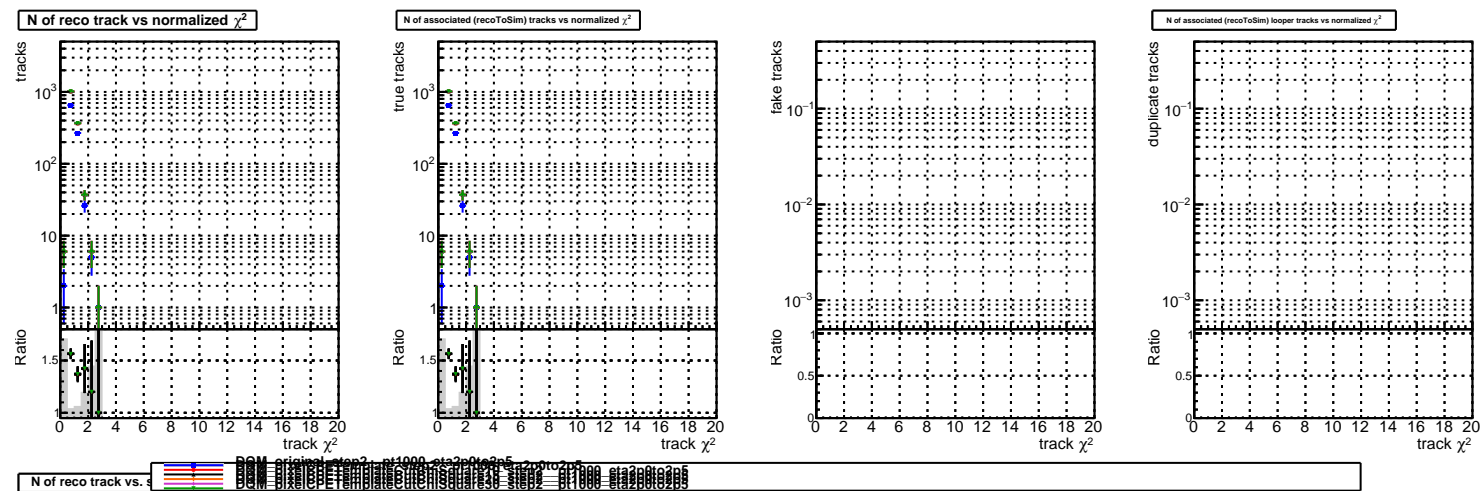 N of reco track vs normalized χ²
N of associated (recoToSim) tracks vs normalized χ²
N of associated (recoToSim) looper tracks vs normalized χ²
tracks
10³
10²
10
1
Ratio
1.5
1
0 2 4 6 8 10 12 14 16 18 20
track χ²
true tracks
10³
10²
10
1
Ratio
1.5
1
0 2 4 6 8 10 12 14 16 18 20
track χ²
fake tracks
10⁻¹
10⁻²
10⁻³
Ratio
1
0.5
0
0 2 4 6 8 10 12 14 16 18 20
track χ²
duplicate tracks
10⁻¹
10⁻²
10⁻³
Ratio
1
0.5
0
0 2 4 6 8 10 12 14 16 18 20
track χ²
N of reco track vs.